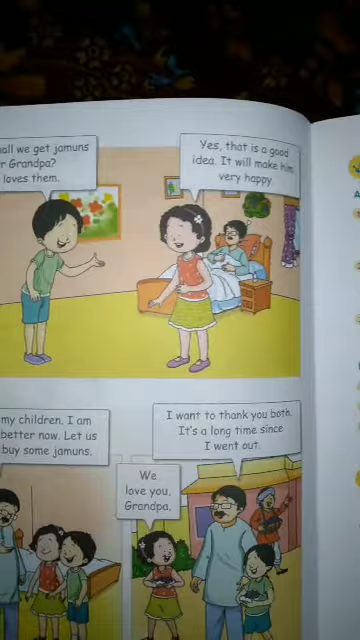 all we get jamuns
r Grandpa?
loves them.
Yes, that is a good
idea. It will make him
very happy.
my children. I am
better now. Let us
buy some jamuns.
I want to thank you both.
It's a long time since
I went out.
We
love you,
Grandpa.